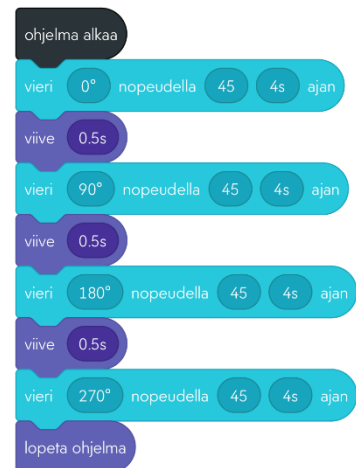 ohjelma alkaa
vieri 0° nopeudella 45 4s ajan
viive 0.5s
vieri 90° nopeudella 45 4s ajan
viive 0.5s
vieri 180° nopeudella 45 4s ajan
viive 0.5s
vieri 270° nopeudella 45 4s ajan
lopeta ohjelma